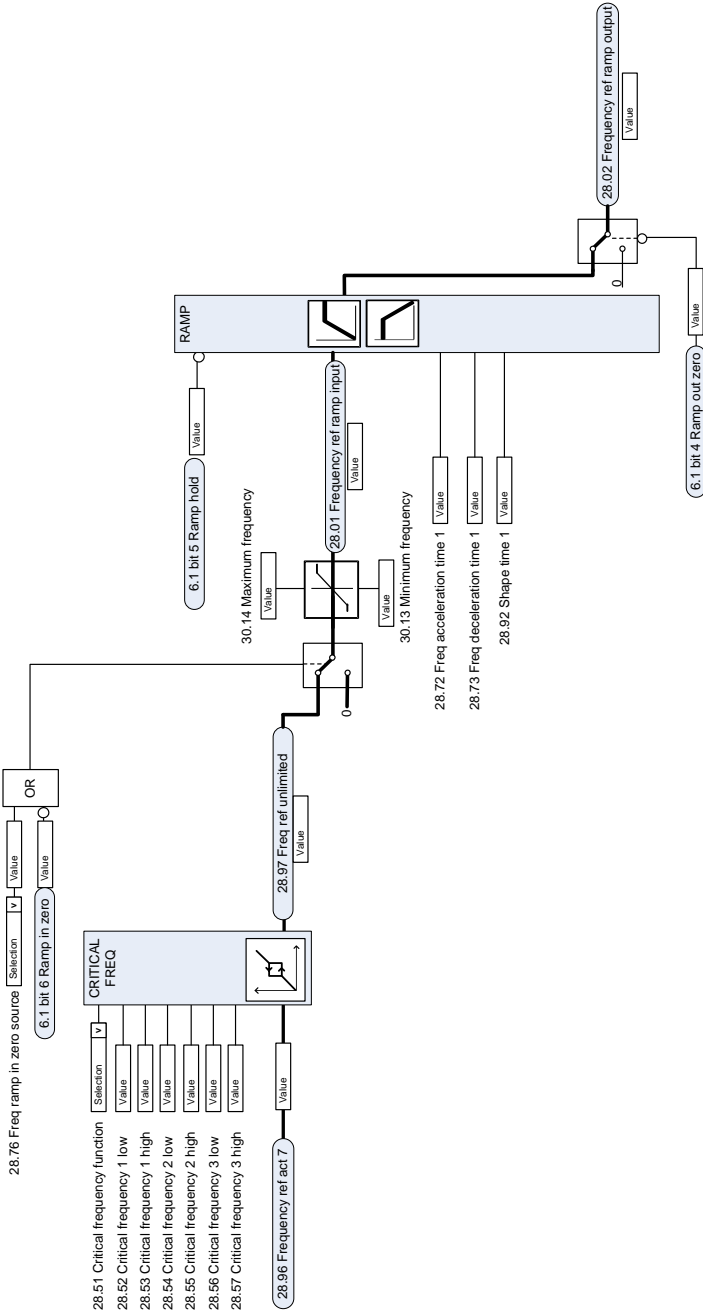 28.76 Freq ramp in zero source
Selection
v
Value
6.1 bit 6 Ramp in zero
Value
OR
28.51 Critical frequency function
Selection
v
28.52 Critical frequency 1 low
Value
28.53 Critical frequency 1 high
Value
28.54 Critical frequency 2 low
Value
28.55 Critical frequency 2 high
Value
28.56 Critical frequency 3 low
Value
28.57 Critical frequency 3 high
Value
CRITICAL
FREQ
28.96 Frequency ref act 7
Value
28.97 Freq ref unlimited
Value
0
30.14 Maximum frequency
Value
30.13 Minimum frequency
Value
6.1 bit 5 Ramp hold
Value
28.01 Frequency ref ramp input
Value
28.72 Freq acceleration time 1
Value
28.73 Freq deceleration time 1
Value
28.92 Shape time 1
Value
RAMP
0
6.1 bit 4 Ramp out zero
Value
28.02 Frequency ref ramp output
Value